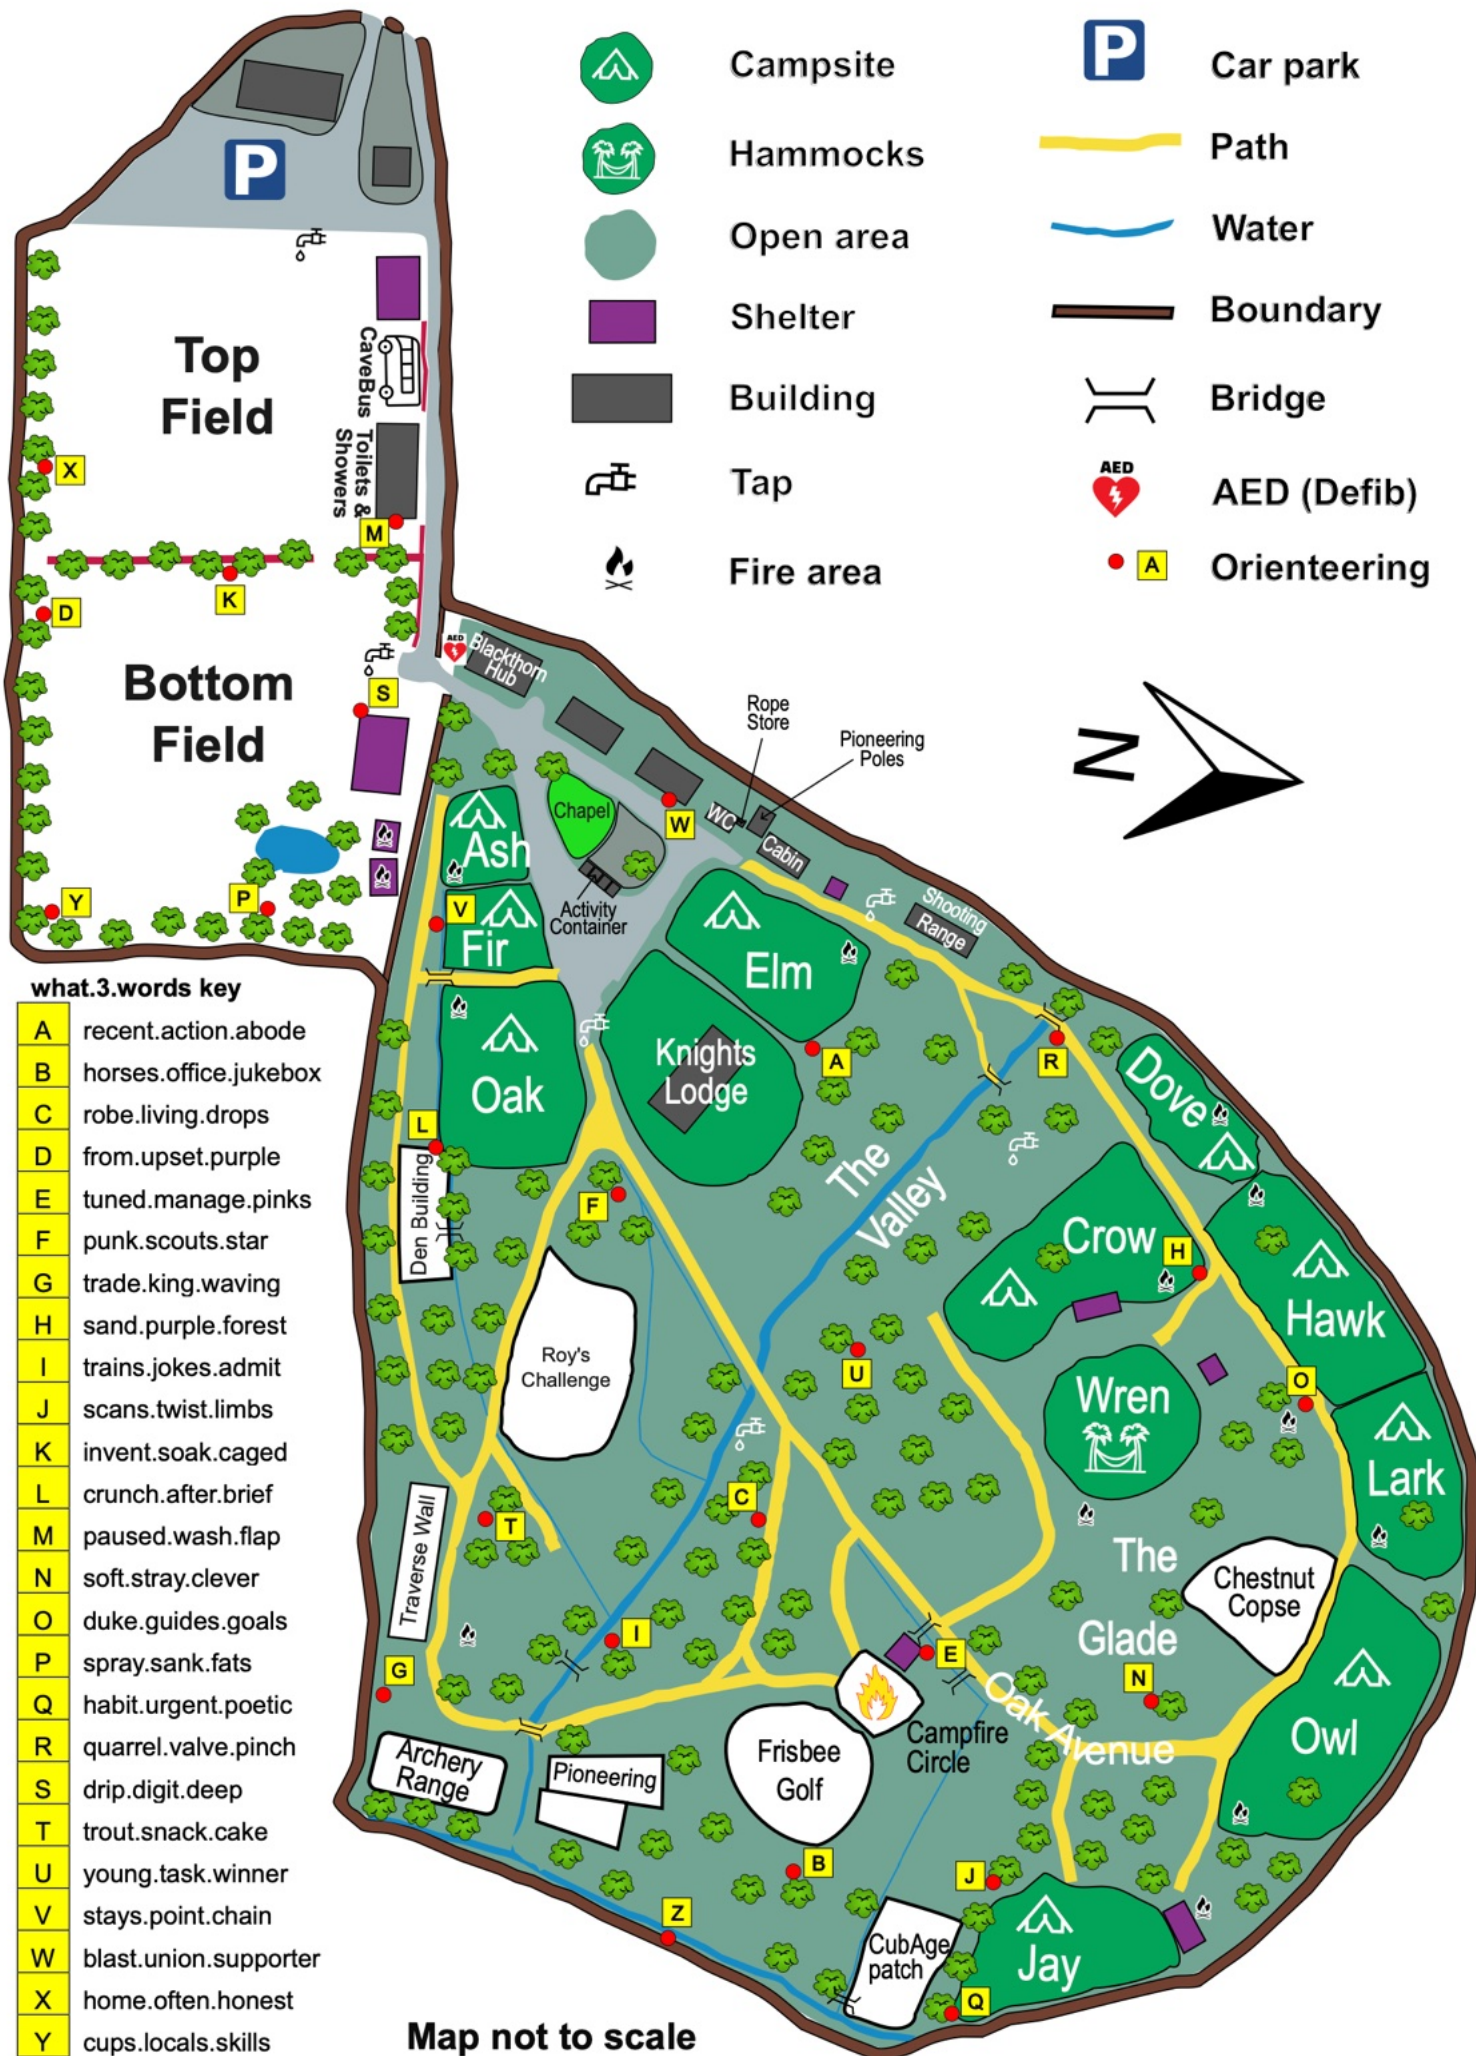 Campsite
Hammocks
Open area
Shelter
Building
Tap
Fire area
P
Car park
Path
Water
Boundary
Bridge
AED
AED (Defib)
A
Orienteering
P
Top
Field
CaveBus
Toilets &
Showers
X
M
K
D
Bottom
Field
S
Y
P
AED
Blackthorn
Hub
Rope
Store
Pioneering
Poles
N
Chapel
W
WC
Cabin
Activity
Container
Shooting
Range
Ash
V
Fir
Elm
Oak
Knights
Lodge
A
R
Dove
L
Den Building
F
The
Valley
Crow
H
Hawk
Roy's
Challenge
U
Wren
O
Lark
C
T
Traverse Wall
The
Glade
Chestnut
Copse
I
E
G
N
Oak Avenue
Owl
Campfire
Circle
Archery
Range
Pioneering
Frisbee
Golf
B
J
Z
CubAge
patch
Jay
Q
what.3.words key
A recent.action.abode
B horses.office.jukebox
C robe.living.drops
D from.upset.purple
E tuned.manage.pinks
F punk.scouts.star
G trade.king.waving
H sand.purple.forest
I trains.jokes.admit
J scans.twist.limbs
K invent.soak.caged
L crunch.after.brief
M paused.wash.flap
N soft.stray.clever
O duke.guides.goals
P spray.sank.fats
Q habit.urgent.poetic
R quarrel.valve.pinch
S drip.digit.deep
T trout.snack.cake
U young.task.winner
V stays.point.chain
W blast.union.supporter
X home.often.honest
Y cups.locals.skills
Map not to scale